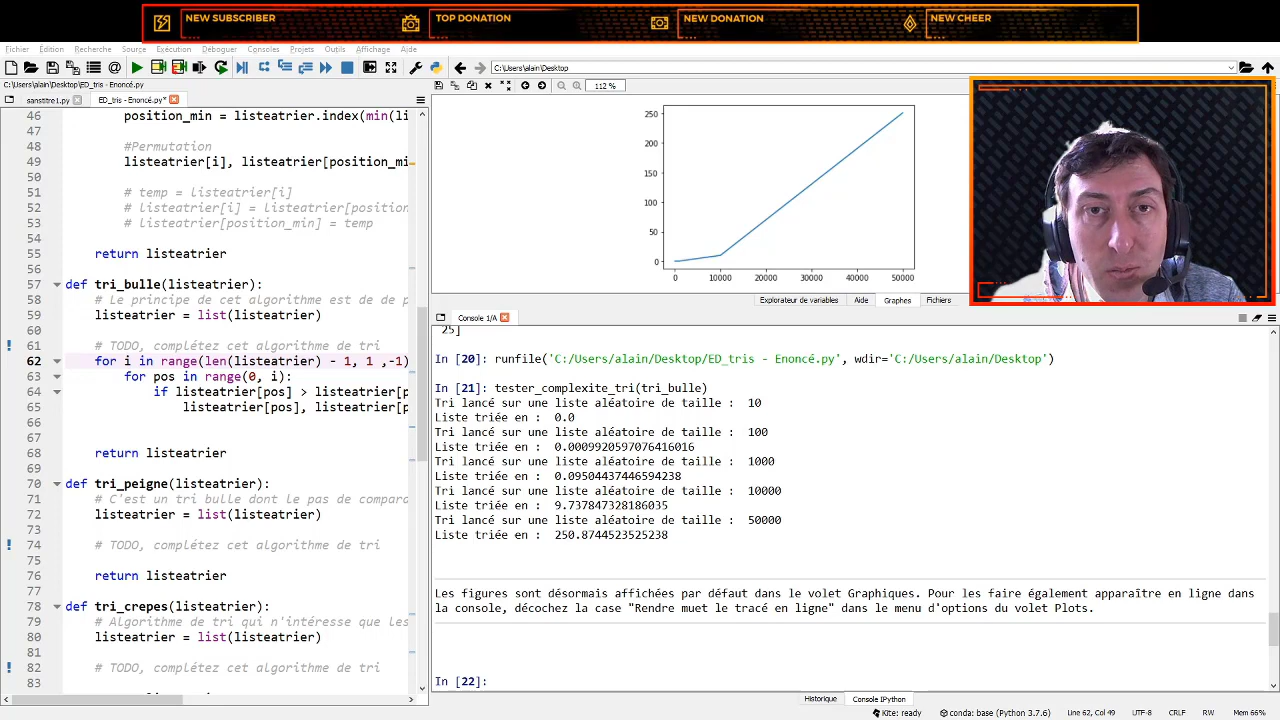 NEW SUBSCRIBER
TOP DONATION
NEW DONATION
NEW CHEER
Fichier Édition Recherche Source Exécution Déboguer Consoles Projets Outils Affichage Aide
C:\Users\alain\Desktop
C:\Users\alain\Desktop\ED_tris - Enoncé.py
sanstitre1.py
ED_tris - Enoncé.py*
112 %
46 position_min = listeatrier.index(min(li
47
48 #Permutation
49 listeatrier[i], listeatrier[position_mi
50
51 # temp = listeatrier[i]
52 # listeatrier[i] = listeatrier[position
53 # listeatrier[position_min] = temp
54
55 return listeatrier
56
57 def tri_bulle(listeatrier):
58 # Le principe de cet algorithme est de de p
59 listeatrier = list(listeatrier)
60
61 # TODO, complétez cet algorithme de tri
62 for i in range(len(listeatrier) - 1, 1 ,-1)
63 for pos in range(0, i):
64 if listeatrier[pos] > listeatrier[p
65 listeatrier[pos], listeatrier[p
66
67
68 return listeatrier
69
70 def tri_peigne(listeatrier):
71 # C'est un tri bulle dont le pas de compara
72 listeatrier = list(listeatrier)
73
74 # TODO, complétez cet algorithme de tri
75
76 return listeatrier
77
78 def tri_crepes(listeatrier):
79 # Algorithme de tri qui n'intéresse que les
80 listeatrier = list(listeatrier)
81
82 # TODO, complétez cet algorithme de tri
83
250
200
150
100
50
0
0 10000 20000 30000 40000 50000
Explorateur de variables Aide Graphes Fichiers
Console 1/A
25]
In [20]: runfile('C:/Users/alain/Desktop/ED_tris - Enoncé.py', wdir='C:/Users/alain/Desktop')
In [21]: tester_complexite_tri(tri_bulle)
Tri lancé sur une liste aléatoire de taille : 10
Liste triée en : 0.0
Tri lancé sur une liste aléatoire de taille : 100
Liste triée en : 0.0009920597076416016
Tri lancé sur une liste aléatoire de taille : 1000
Liste triée en : 0.09504437446594238
Tri lancé sur une liste aléatoire de taille : 10000
Liste triée en : 9.737847328186035
Tri lancé sur une liste aléatoire de taille : 50000
Liste triée en : 250.8744523525238
Les figures sont désormais affichées par défaut dans le volet Graphiques. Pour les faire également apparaître en ligne dans
la console, décochez la case "Rendre muet le tracé en ligne" dans le menu d'options du volet Plots.
In [22]:
Historique Console IPython
Kite: ready conda: base (Python 3.7.6) Line 62, Col 49 UTF-8 CRLF RW Mem 66%